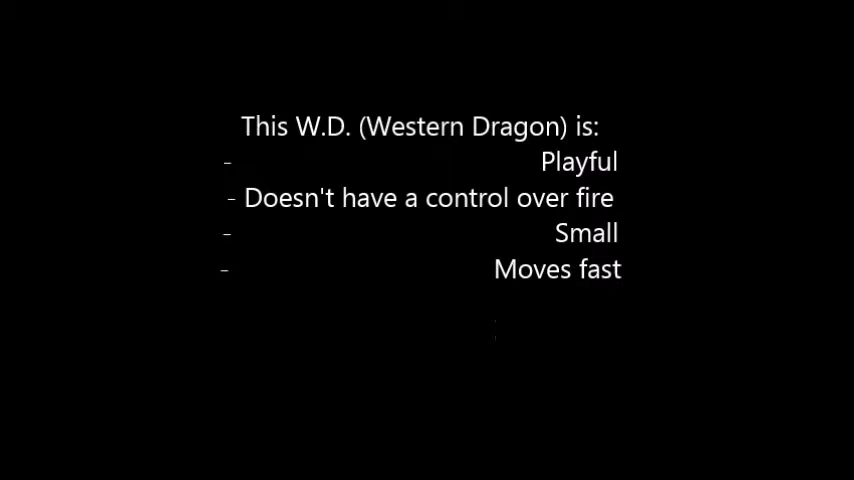 This W.D. (Western Dragon) is:
- Playful
- Doesn't have a control over fire
- Small
- Moves fast